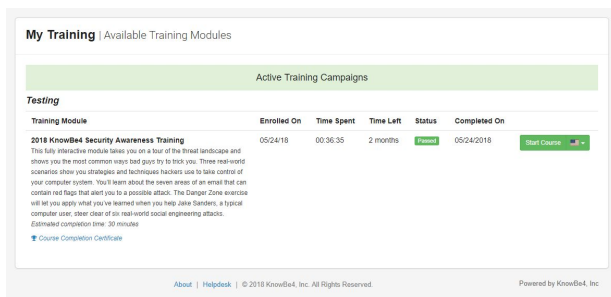 My Training | Available Training Modules
Active Training Campaigns
Testing
Training Module Enrolled On Time Spent Time Left Status Completed On
2018 KnowBe4 Security Awareness Training 05/24/18 00:36:35 2 months Passed 05/24/2018 Start Course
This fully interactive module takes you on a tour of the threat landscape and
shows you the most common ways bad guys try to trick you. Three real-world
scenarios show you strategies and techniques hackers use to take control of
your computer system. You'll learn about the seven areas of an email that can
contain red flags that alert you to a possible attack. The Danger Zone exercise
will let you apply what you've learned when you help Jake Sanders, a typical
computer user, steer clear of six real-world social engineering attacks.
Estimated completion time: 30 minutes
Course Completion Certificate
About | Helpdesk | © 2018 KnowBe4, Inc. All Rights Reserved. Powered by KnowBe4, Inc